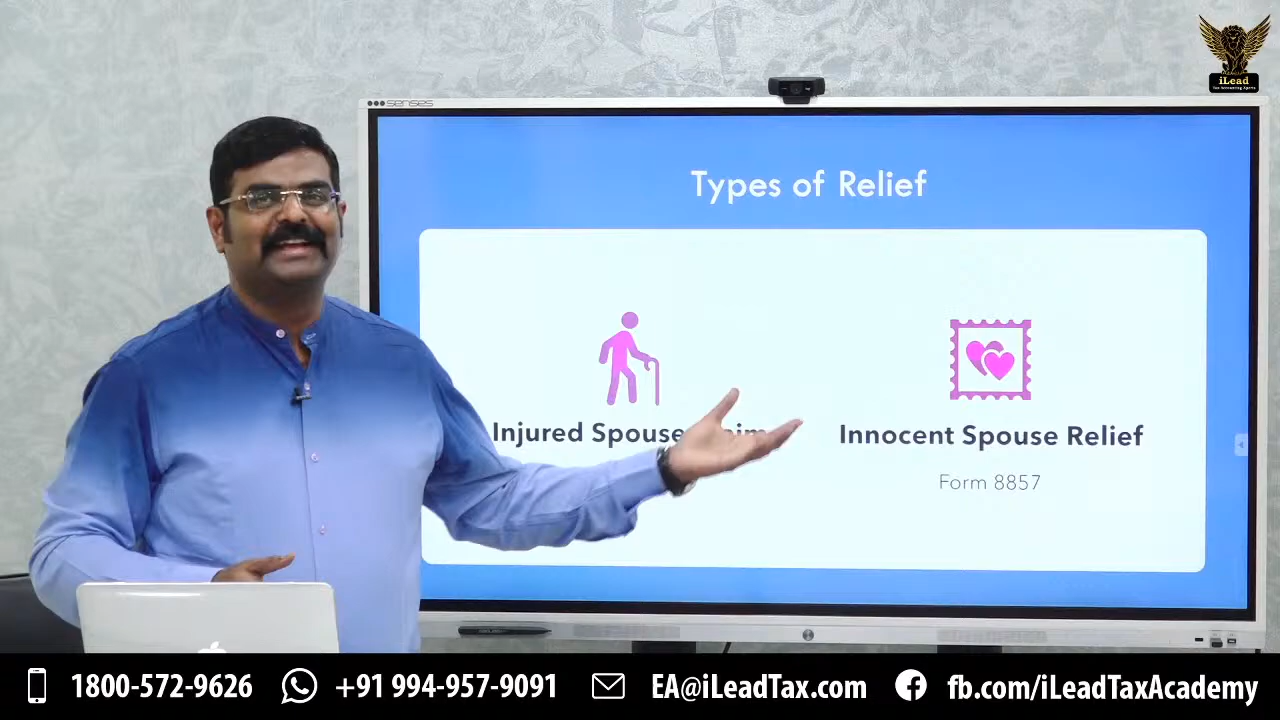 iLead
senses
Types of Relief
Injured Spouse
Innocent Spouse Relief
Form 8857
1800-572-9626
+91 994-957-9091
EA@iLeadTax.com
fb.com/iLeadTaxAcademy